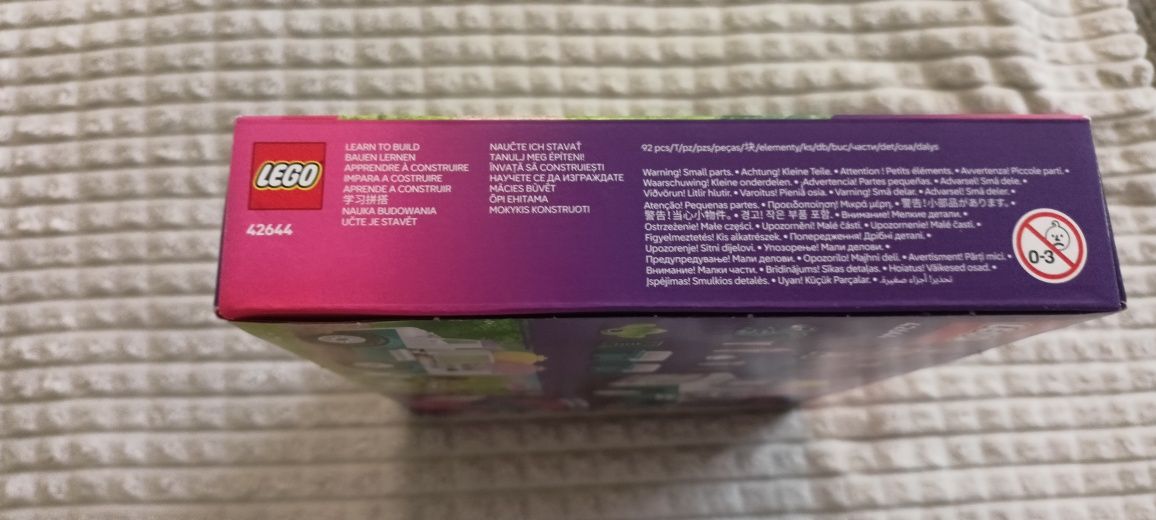 LEGO
42644
LEARN TO BUILD
BAUEN LERNEN
APPRENDRE À CONSTRUIRE
IMPARA A COSTRUIRE
APRENDE A CONSTRUIR
学习拼搭
NAUKA BUDOWANIA
UČTE JE STAVĚT
NAUČTE ICH STAVAŤ
TANULJ MEG ÉPÍTENI!
ÎNVAȚĂ SĂ CONSTRUIEȘTI
НАУЧЕТЕ СЕ ДА ИЗГРАЖДАТЕ
MĀCIES BŪVĒT
ÕPI EHITAMA
MOKYKIS KONSTRUOTI
92 pcs/T/pz/pzs/peças/块/elementy/ks/db/buc/части/det/osa/dalys
Warning! Small parts. • Achtung! Kleine Teile. • Attention ! Petits éléments. • Avvertenza! Piccole parti. •
Waarschuwing! Kleine onderdelen. • ¡Advertencia! Partes pequeñas. • Advarsel! Små dele. •
Viðvörun! Litlir hlutir. • Varoitus! Pieniä osia. • Varning! Små delar. • Advarsel! Små deler. •
Atenção! Pequenas partes. • Προειδοποίηση! Μικρά μέρη. • 警告!小部品があります。 •
警告!当心小物件。 • 경고! 작은 부품 포함. • Внимание! Мелкие детали. •
Ostrzeżenie! Małe części. • Upozornění! Malé části. • Upozornenie! Malé časti. •
Figyelmeztetés! Kis alkatrészek. • Попередження! Дрібні деталі. •
Upozorenje! Sitni dijelovi. • Упозорење! Мали делови. •
Предупредување! Мали делови. • Opozorilo! Majhni deli. • Avertisment! Părți mici. •
Внимание! Малки части. • Brīdinājums! Sīkas detaļas. • Hoiatus! Väikesed osad. •
Įspėjimas! Smulkios detalės. • Uyarı! Küçük Parçalar. • تحذير! أجزاء صغيرة.
0-3